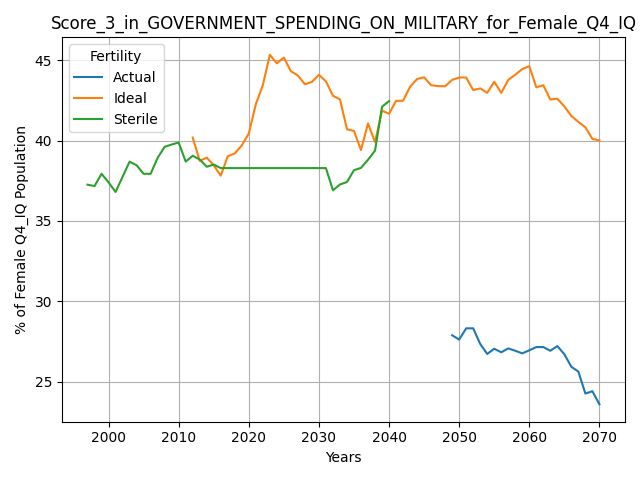 Score_3_in_GOVERNMENT_SPENDING_ON_MILITARY_for_Female_Q4_IQ
Fertility
Actual
Ideal
Sterile
% of Female Q4_IQ Population
45
40
35
30
25
2000
2010
2020
2030
2040
2050
2060
2070
Years